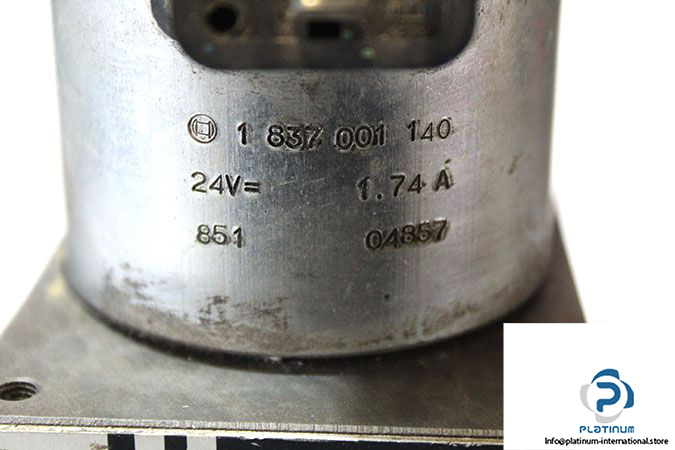 1 837 001 140
24V= 1.74 A
851 04857
PLATINUM
Info@platinum-international.store